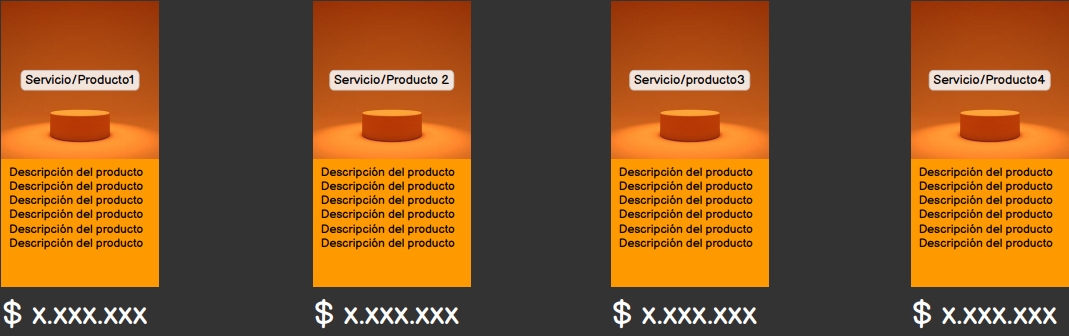 Servicio/Producto1
Descripción del producto
Descripción del producto
Descripción del producto
Descripción del producto
Descripción del producto
Descripción del producto
$ x.xxx.xxx
Servicio/Producto 2
Descripción del producto
Descripción del producto
Descripción del producto
Descripción del producto
Descripción del producto
Descripción del producto
$ x.xxx.xxx
Servicio/producto3
Descripción del producto
Descripción del producto
Descripción del producto
Descripción del producto
Descripción del producto
Descripción del producto
$ x.xxx.xxx
Servicio/Producto4
Descripción del producto
Descripción del producto
Descripción del producto
Descripción del producto
Descripción del producto
Descripción del producto
$ x.xxx.xxx